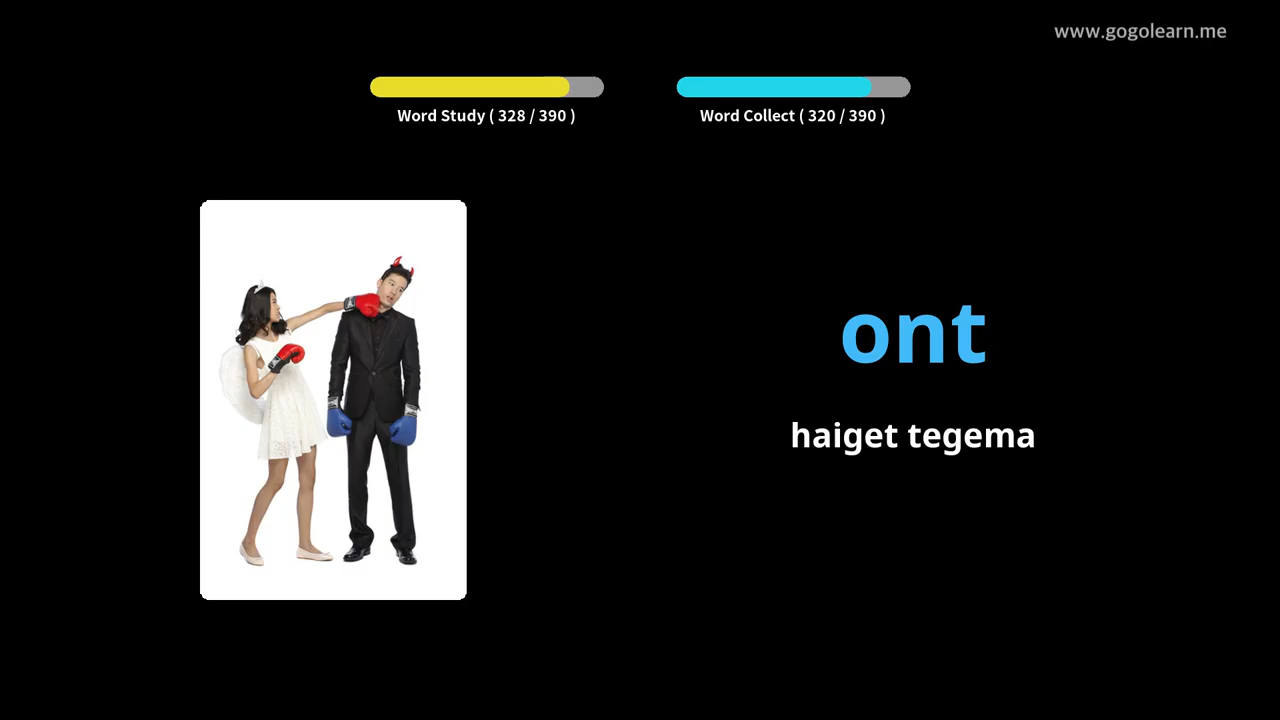 www.gogolearn.me
Word Study ( 328 / 390 )
Word Collect ( 320 / 390 )
ont
haiget tegema